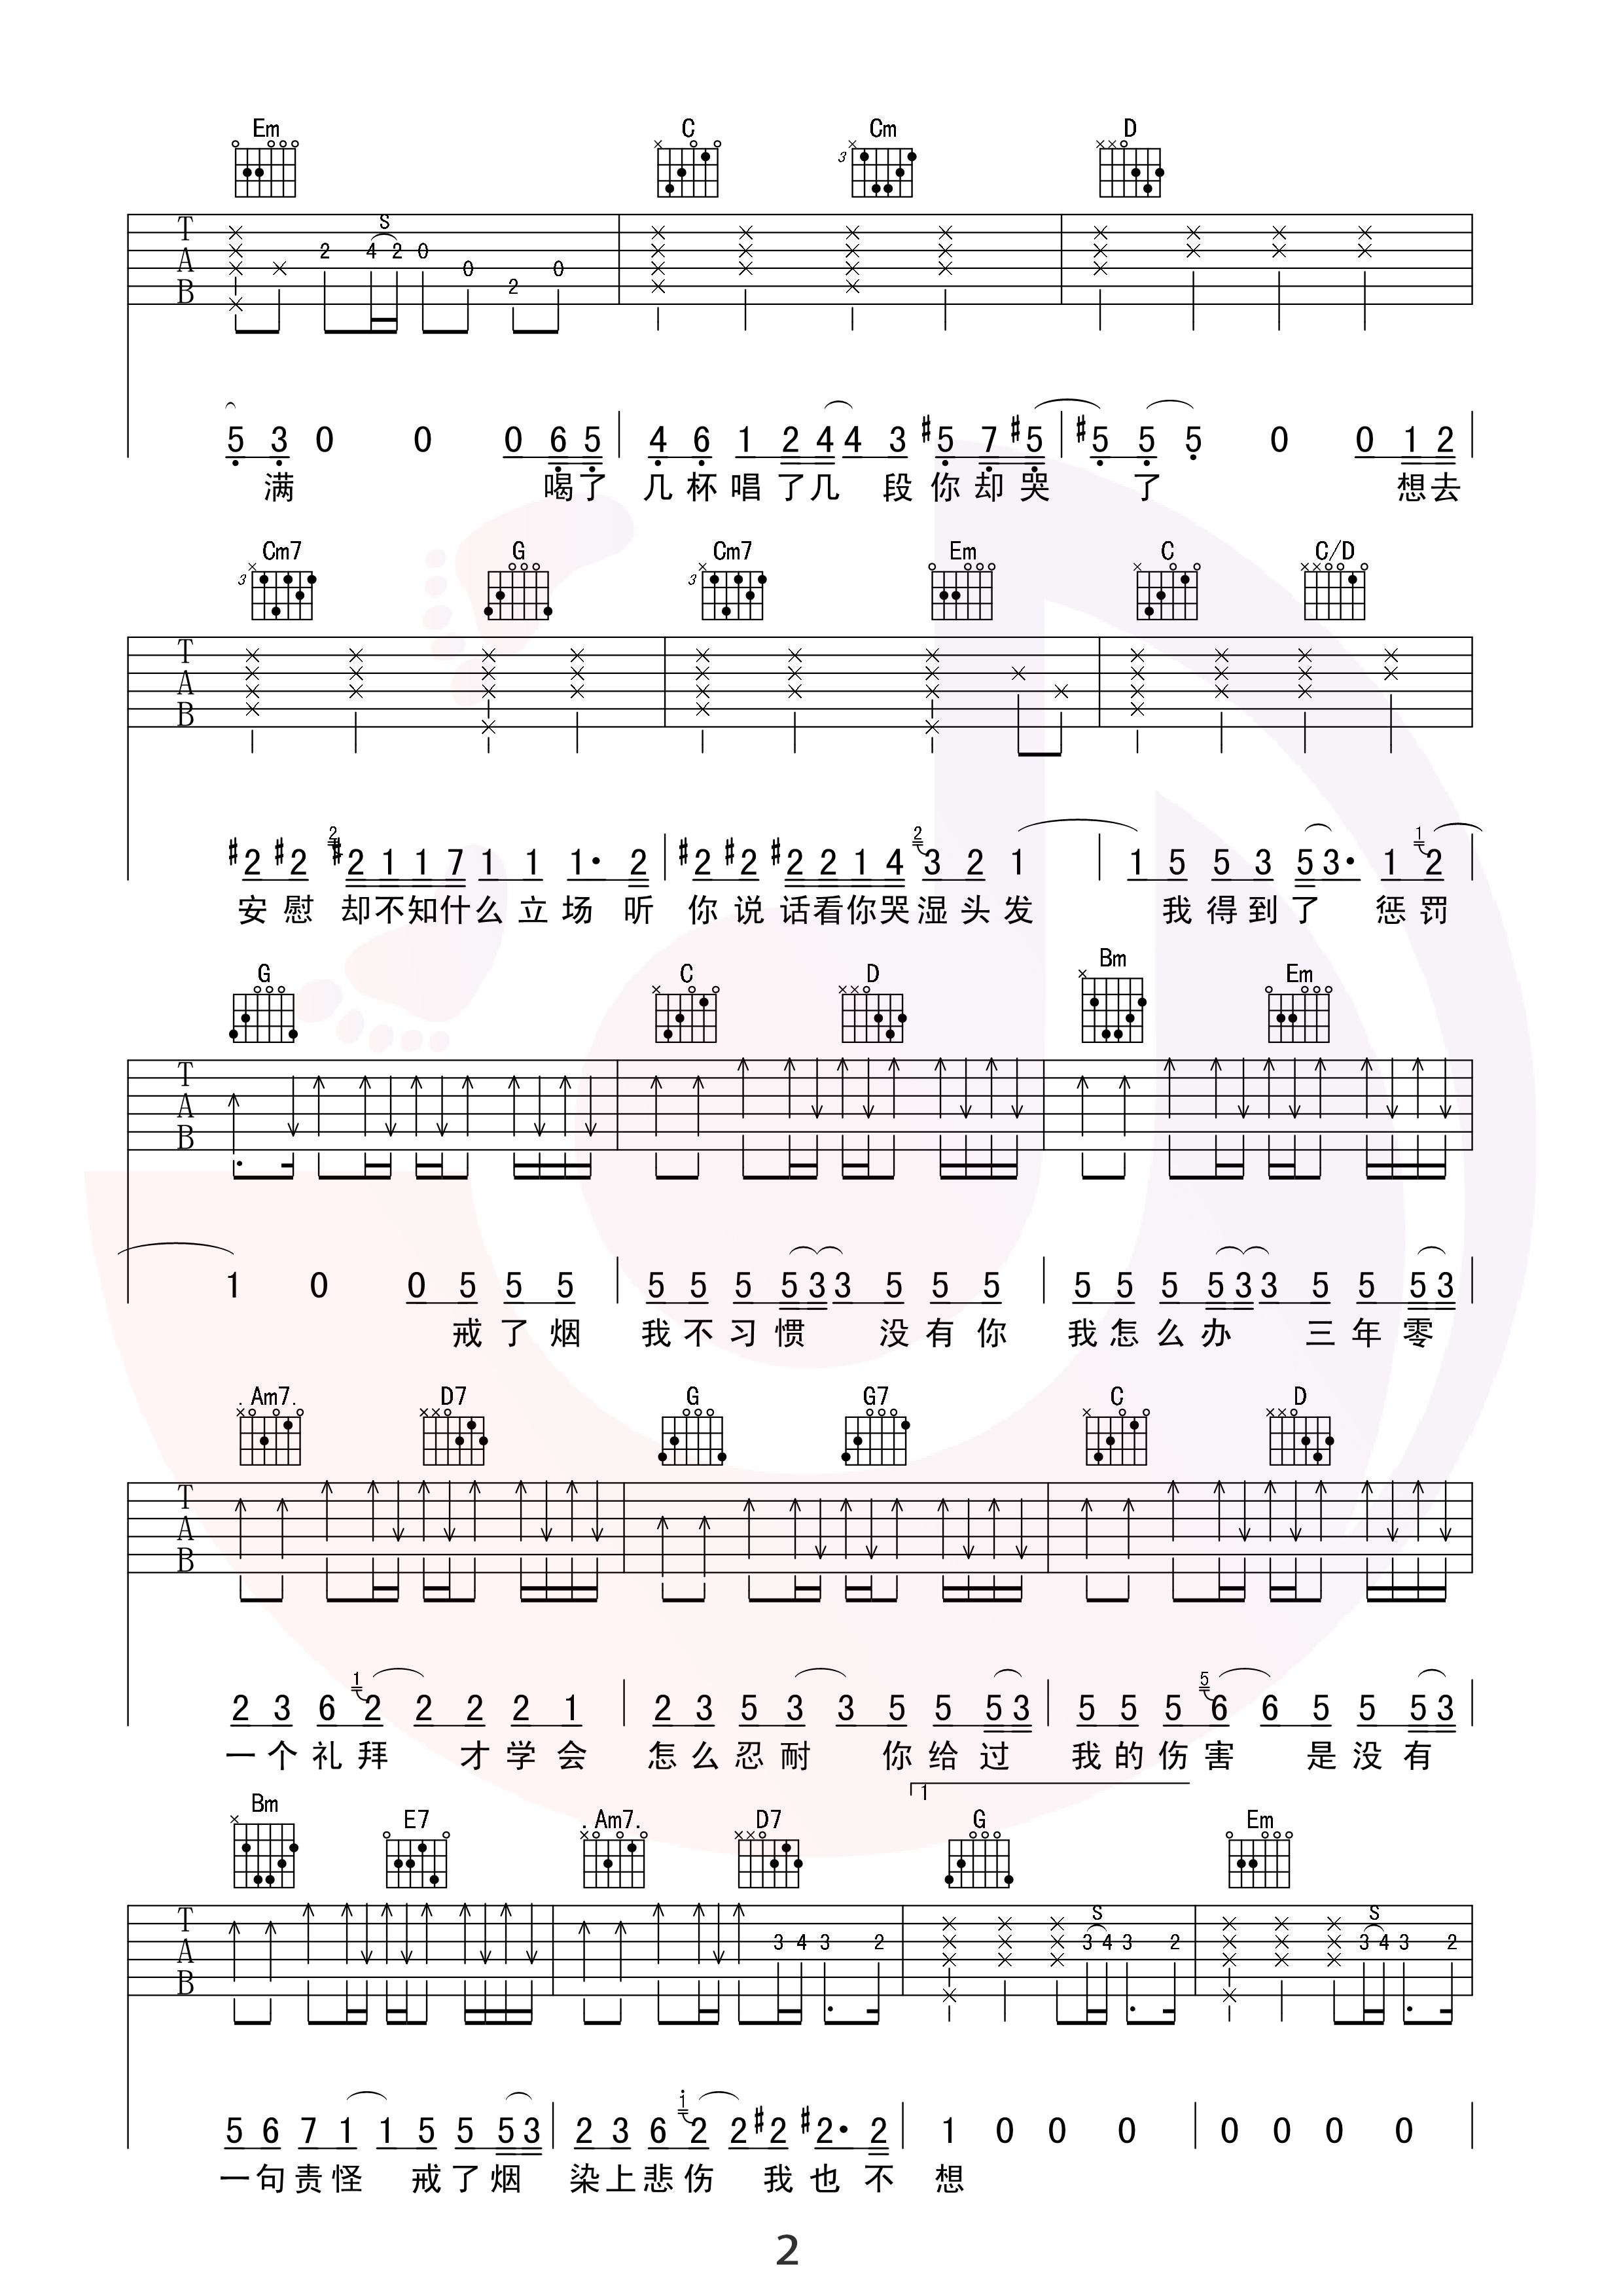 Em C Cm D
3
S
T A B 2 4 2 0 0 2 0
5 3 0 0 0 6 5 4 6 1 2 4 4 3 #5 7 #5 #5 5 5 0 0 1 2
满 喝了 几杯唱了几 段你却哭 了 想去
Cm7 G Cm7 Em C C/D
3 3
T A B
2 2 1
#2 #2 #2 1 1 7 1 1 1· 2 #2 #2 #2 2 1 4 3 2 1 1 5 5 3 5 3· 1 2
安慰 却不知什么立场 听 你说话看你哭湿头发 我得到了 惩罚
G C D Bm Em
T A B
1 0 0 5 5 5 5 5 5 5 3 3 5 5 5 5 5 5 5 3 3 5 5 5 3
戒了烟 我不习惯 没有你 我怎么办 三年零
Am7 D7 G G7 C D
T A B
1 5
2 3 6 2 2 2 2 1 2 3 5 3 3 5 5 5 3 5 5 5 6 6 5 5 5 3
一个礼拜 才学会 怎么忍耐 你给过 我的伤害 是没有
1
Bm E7 Am7 D7 G Em
S S
T A B 3 4 3 2 3 4 3 2 3 4 3 2
1
5 6 7 1 1 5 5 5 3 2 3 6 2 2 #2 #2· 2 1 0 0 0 0 0 0 0
一句责怪 戒了烟 染上悲伤 我也不 想
2